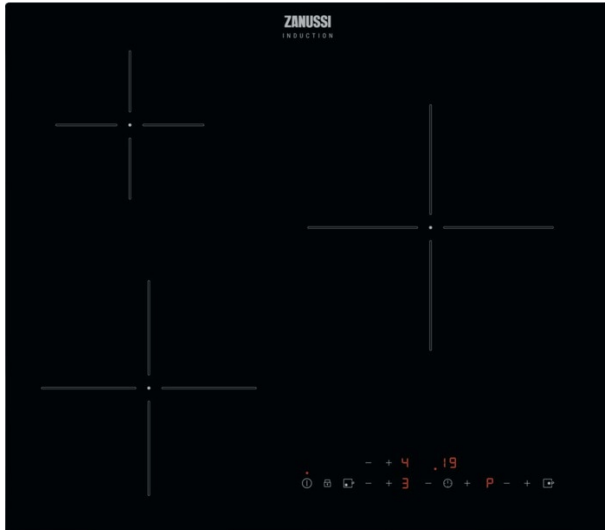 ZANUSSI
INDUCTION
- + 4 .19
- + 3 - + P - +